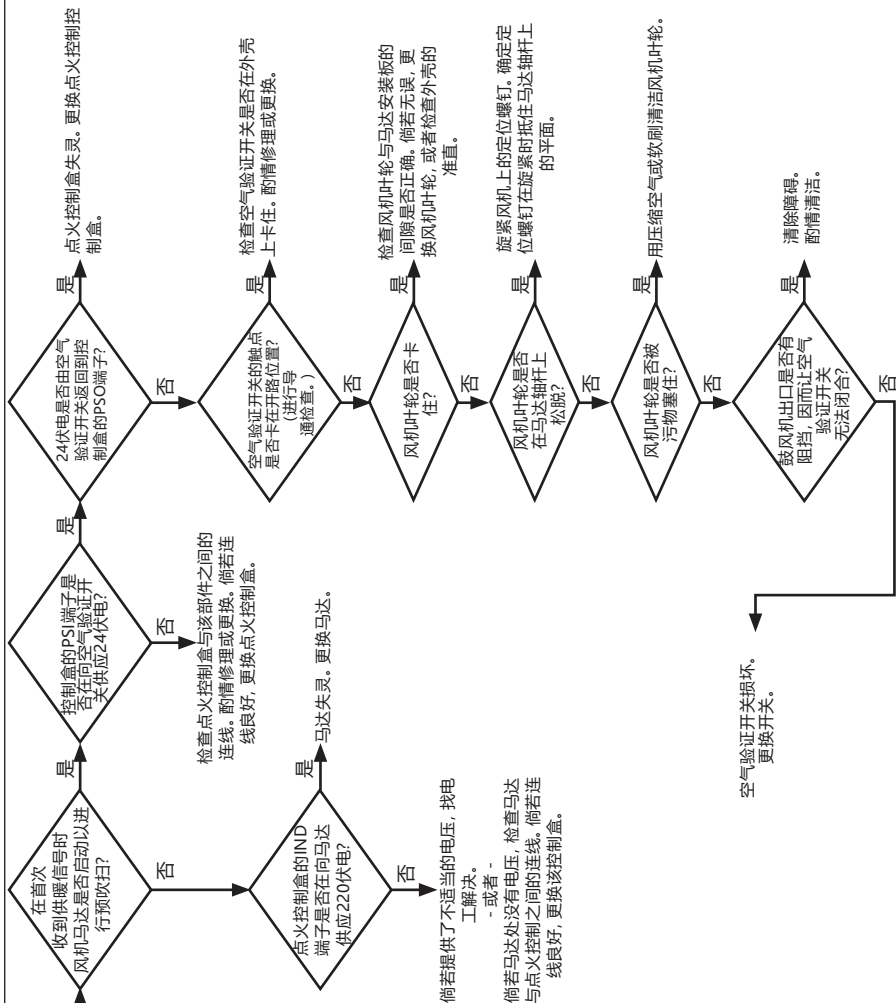 在首次
收到供暖信号时
风机马达是否启动以进
行预吹扫?
是
否
控制盒的PSI端子是
否在向空气验证开
关供应24伏电?
是
否
检查点火控制盒与该部件之间的
连线。酌情修理或更换。倘若连
线良好, 更换点火控制盒。
点火控制盒的IND
端子是否在向马达
供应220伏电?
是
马达失灵。更换马达。
否
倘若提供了不适当的电压, 找电
工解决。
- 或者 -
倘若马达处没有电压, 检查马达
与点火控制之间的连线。倘若连
线良好, 更换该控制盒。
24伏电是否由空气
验证开关返回到控
制盒的PSO端子?
是
点火控制盒失灵。更换点火控制控
制盒。
否
空气验证开关的触点
是否卡在开路位置?
(进行导
通检查。)
是
检查空气验证开关是否在外壳
上卡住。酌情修理或更换。
否
风机叶轮是否卡
住?
是
检查风机叶轮与马达安装板的
间隙是否正确。倘若无误, 更
换风机叶轮, 或者检查外壳的
准直。
否
风机叶轮是否
在马达轴杆上
松脱?
是
旋紧风机上的定位螺钉。确定定
位螺钉在旋紧时抵住马达轴杆上
的平面。
否
风机叶轮是否被
污物塞住?
是
用压缩空气或软刷清洁风机叶轮。
否
鼓风机出口是否有
阻挡, 因而让空气
验证开关
无法闭合?
是
清除障碍。
酌情清洁。
否
空气验证开关损坏。
更换开关。